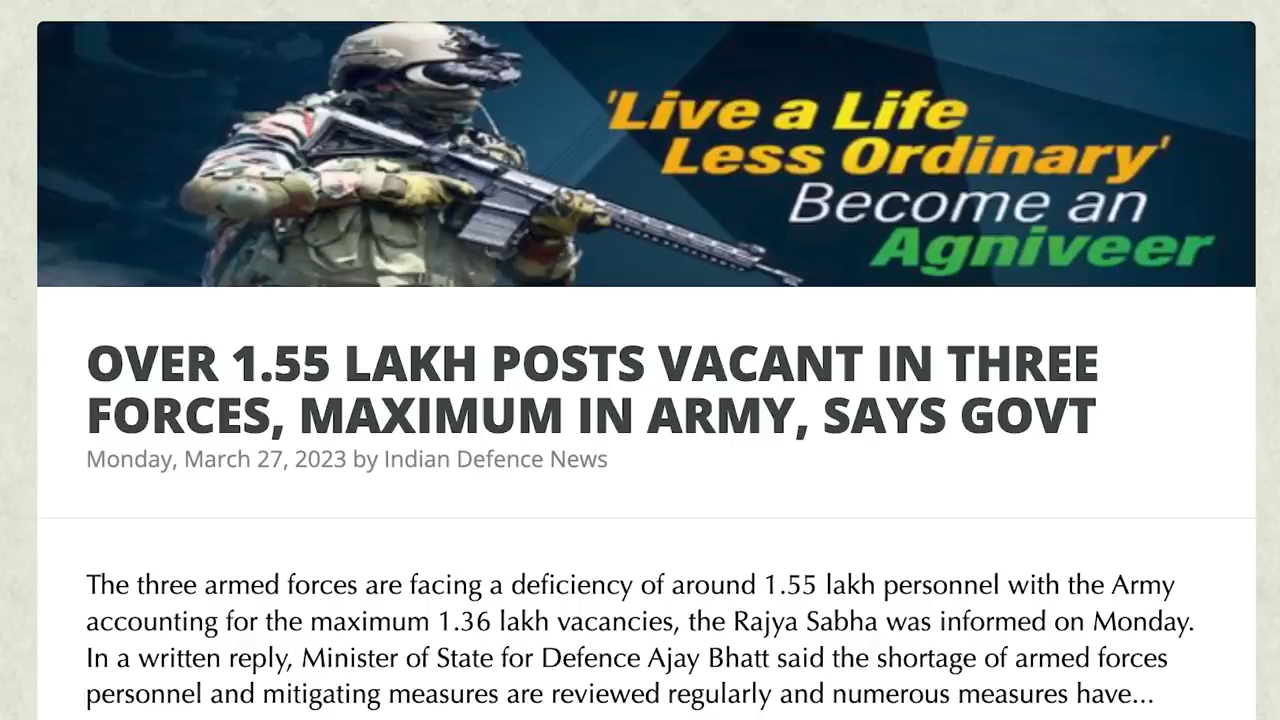 'Live a Life
Less Ordinary'
Become an
Agniveer
OVER 1.55 LAKH POSTS VACANT IN THREE
FORCES, MAXIMUM IN ARMY, SAYS GOVT
Monday, March 27, 2023 by Indian Defence News
The three armed forces are facing a deficiency of around 1.55 lakh personnel with the Army
accounting for the maximum 1.36 lakh vacancies, the Rajya Sabha was informed on Monday.
In a written reply, Minister of State for Defence Ajay Bhatt said the shortage of armed forces
personnel and mitigating measures are reviewed regularly and numerous measures have...